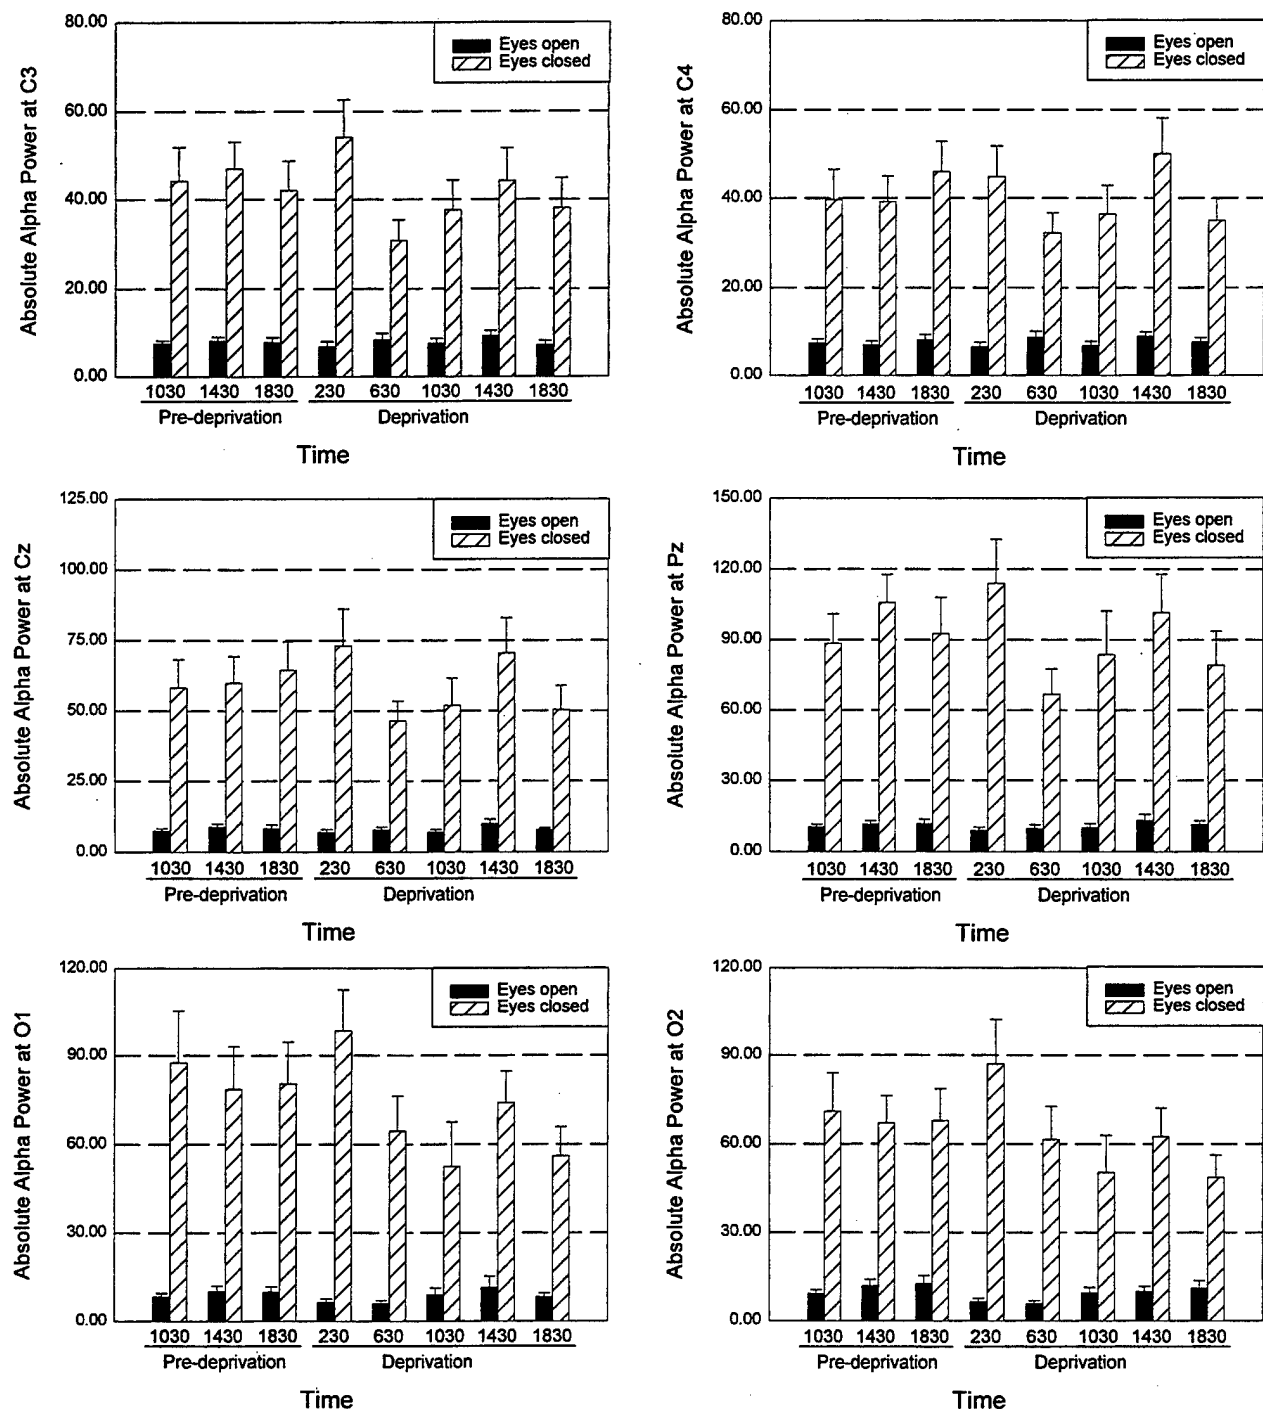 Absolute Alpha Power at C3
80.00
60.00
40.00
20.00
0.00
Eyes open
Eyes closed
1030 1430 1830 230 630 1030 1430 1830
Pre-deprivation Deprivation
Time
Absolute Alpha Power at C4
80.00
60.00
40.00
20.00
0.00
Eyes open
Eyes closed
1030 1430 1830 230 630 1030 1430 1830
Pre-deprivation Deprivation
Time
Absolute Alpha Power at Cz
125.00
100.00
75.00
50.00
25.00
0.00
Eyes open
Eyes closed
1030 1430 1830 230 630 1030 1430 1830
Pre-deprivation Deprivation
Time
Absolute Alpha Power at Pz
150.00
120.00
90.00
60.00
30.00
0.00
Eyes open
Eyes closed
1030 1430 1830 230 630 1030 1430 1830
Pre-deprivation Deprivation
Time
Absolute Alpha Power at O1
120.00
90.00
60.00
30.00
0.00
Eyes open
Eyes closed
1030 1430 1830 230 630 1030 1430 1830
Pre-deprivation Deprivation
Time
Absolute Alpha Power at O2
120.00
90.00
60.00
30.00
0.00
Eyes open
Eyes closed
1030 1430 1830 230 630 1030 1430 1830
Pre-deprivation Deprivation
Time